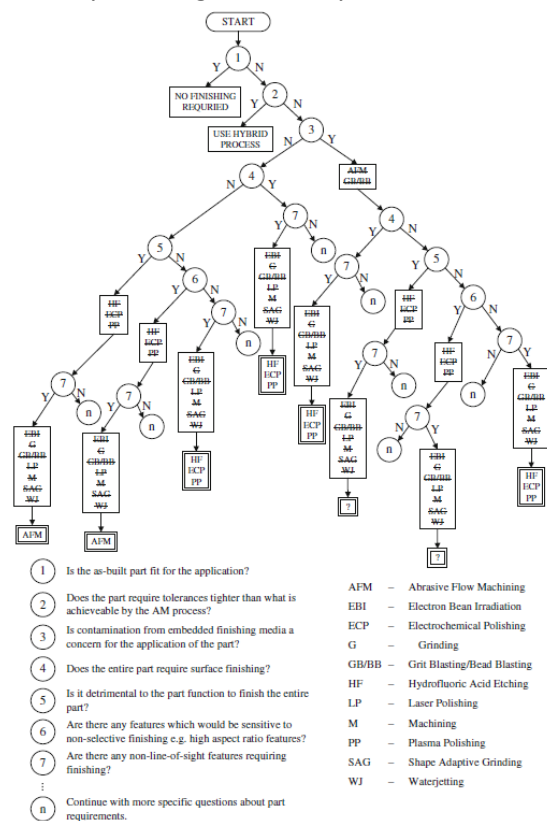 START
1
Y
N
NO FINISHING
REQURIED
2
Y
N
USE HYBRID
PROCESS
3
N
Y
4
N
Y
AFM
GB/BB
7
Y
N
n
4
Y
N
5
Y
N
EBI
G
GB/BB
LP
M
SAG
WJ
HF
ECP
PP
7
Y
N
n
5
Y
N
HF
ECP
PP
6
Y
N
EBI
G
GB/BB
LP
M
SAG
WJ
HF
ECP
PP
HF
ECP
PP
6
Y
N
HF
ECP
PP
7
Y
N
n
7
Y
N
n
HF
ECP
PP
7
N
Y
n
7
Y
N
n
7
Y
N
n
EBI
G
GB/BB
LP
M
SAG
WJ
HF
ECP
PP
EBI
G
GB/BB
LP
M
SAG
WJ
?
7
N
Y
n
EBI
G
GB/BB
LP
M
SAG
WJ
HF
ECP
PP
EBI
G
GB/BB
LP
M
SAG
WJ
AFM
EBI
G
GB/BB
LP
M
SAG
WJ
AFM
EBI
G
GB/BB
LP
M
SAG
WJ
?
1 Is the as-built part fit for the application?
2 Does the part require tolerances tighter than what is
achieveable by the AM process?
3 Is contamination from embedded finishing media a
concern for the application of the part?
4 Does the entire part require surface finishing?
5 Is it detrimental to the part function to finish the entire
part?
6 Are there any features which would be sensitive to
non-selective finishing e.g. high aspect ratio features?
7 Are there any non-line-of-sight features requiring
finishing?
⋮
n Continue with more specific questions about part
requirements.
AFM – Abrasive Flow Machining
EBI – Electron Bean Irradiation
ECP – Electrochemical Polishing
G – Grinding
GB/BB – Grit Blasting/Bead Blasting
HF – Hydrofluoric Acid Etching
LP – Laser Polishing
M – Machining
PP – Plasma Polishing
SAG – Shape Adaptive Grinding
WJ – Waterjetting